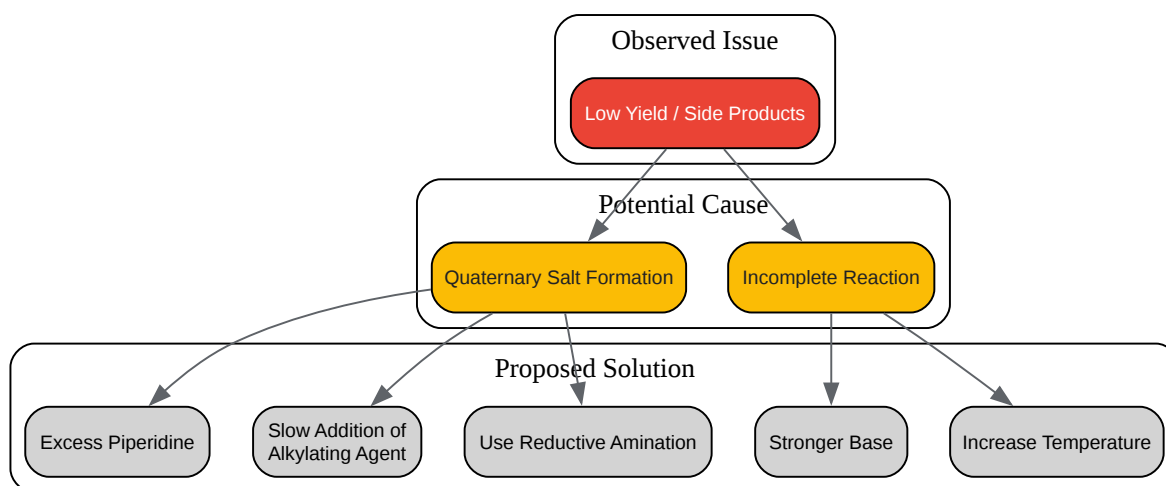 Observed Issue
Low Yield / Side Products
Potential Cause
Quaternary Salt Formation
Incomplete Reaction
Proposed Solution
Excess Piperidine
Slow Addition of
Alkylating Agent
Use Reductive Amination
Stronger Base
Increase Temperature